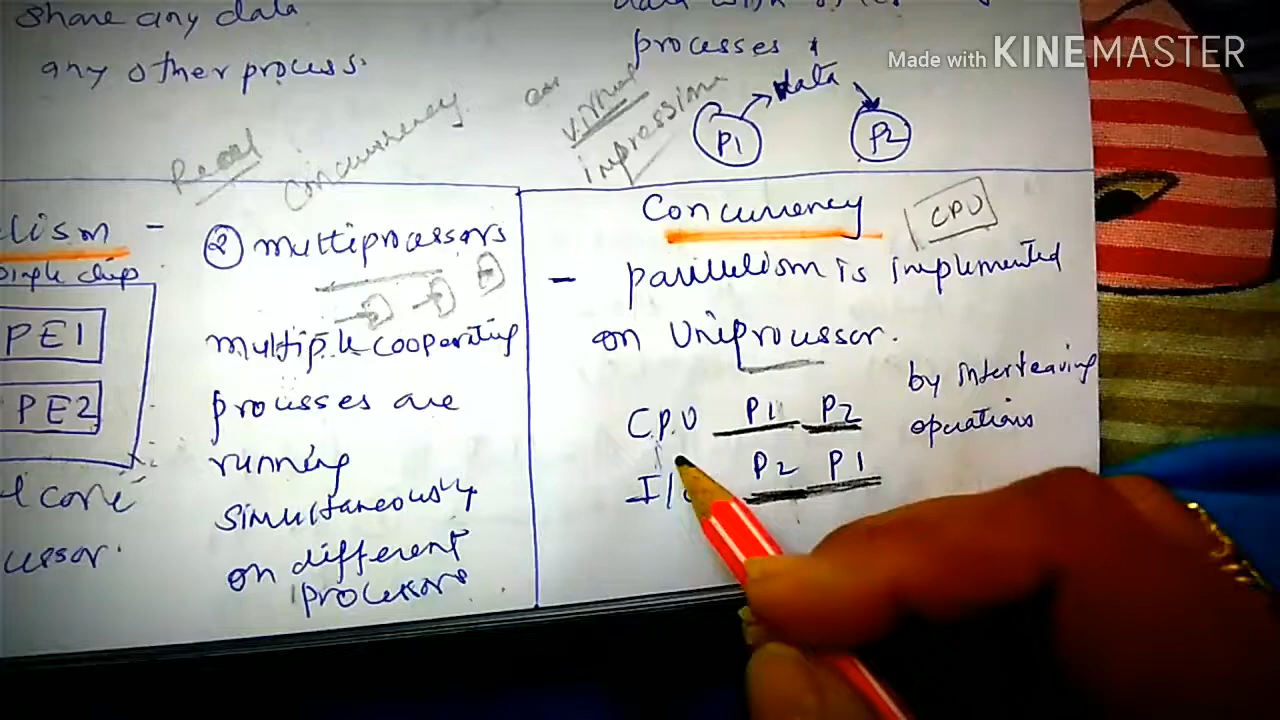 share any data
any other process.
processes
data
P1
P2
Real
Concurrency
virtual
impression
lism -
single chip
PE1
PE2
core
② multiprocessors
multiple cooperating
prousses are
running
simultaneously
on different
processors
Concurrency
CPU
- parallelism is implemented
on Uniprocessor.
by interleaving
operations
CPU P1 P2
I/ P2 P1
Made with KINEMASTER